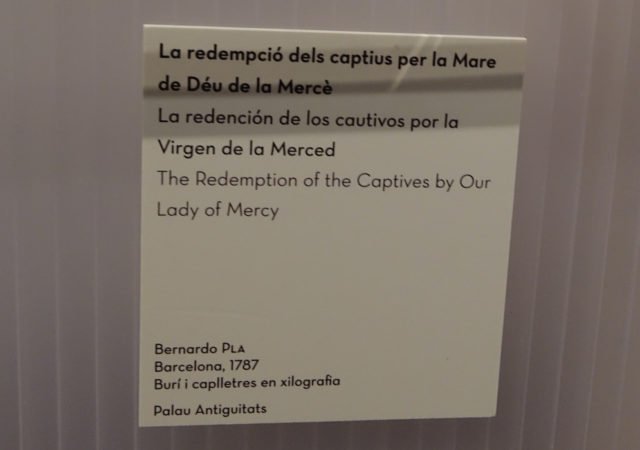 La redempció dels captius per la Mare
de Déu de la Mercè
La redención de los cautivos por la
Virgen de la Merced
The Redemption of the Captives by Our
Lady of Mercy
Bernardo PLA
Barcelona, 1787
Burí i caplletres en xilografia
Palau Antiguitats